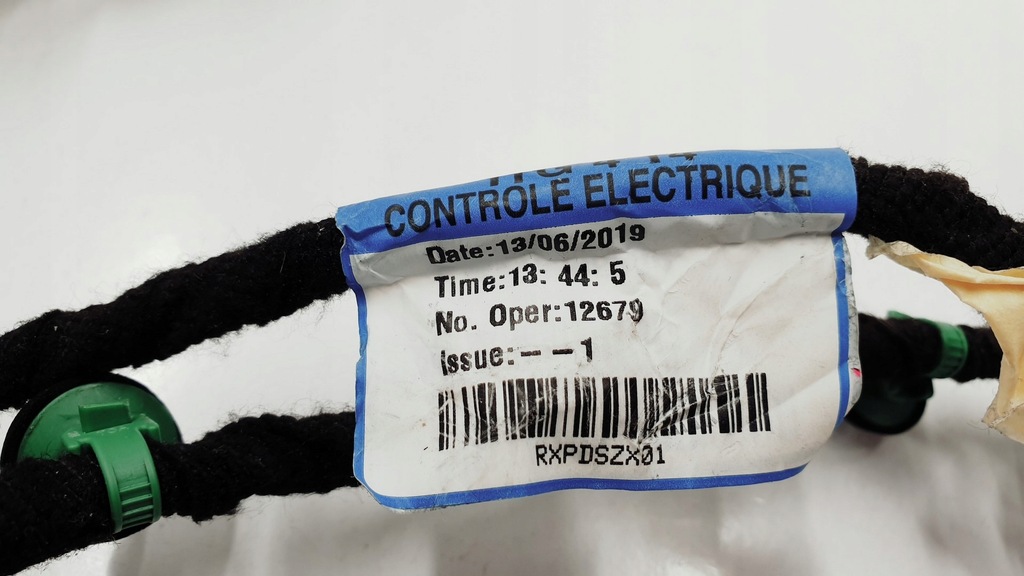 CONTROLE ELECTRIQUE
Date:13/06/2019
Time:13: 44: 5
No. Oper:12679
Issue:--1
RXPDSZX01